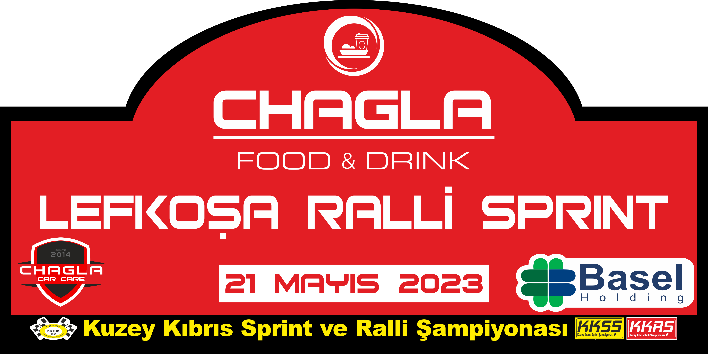 CHAGLA
FOOD & DRINK
LEFKOŞA RALLİ SPRINT
2014
CHAGLA
CAR CARE
21 MAYIS 2023
Basel
Holding
Kuzey Kıbrıs Sprint ve Ralli Şampiyonası
KKSS
KKRS